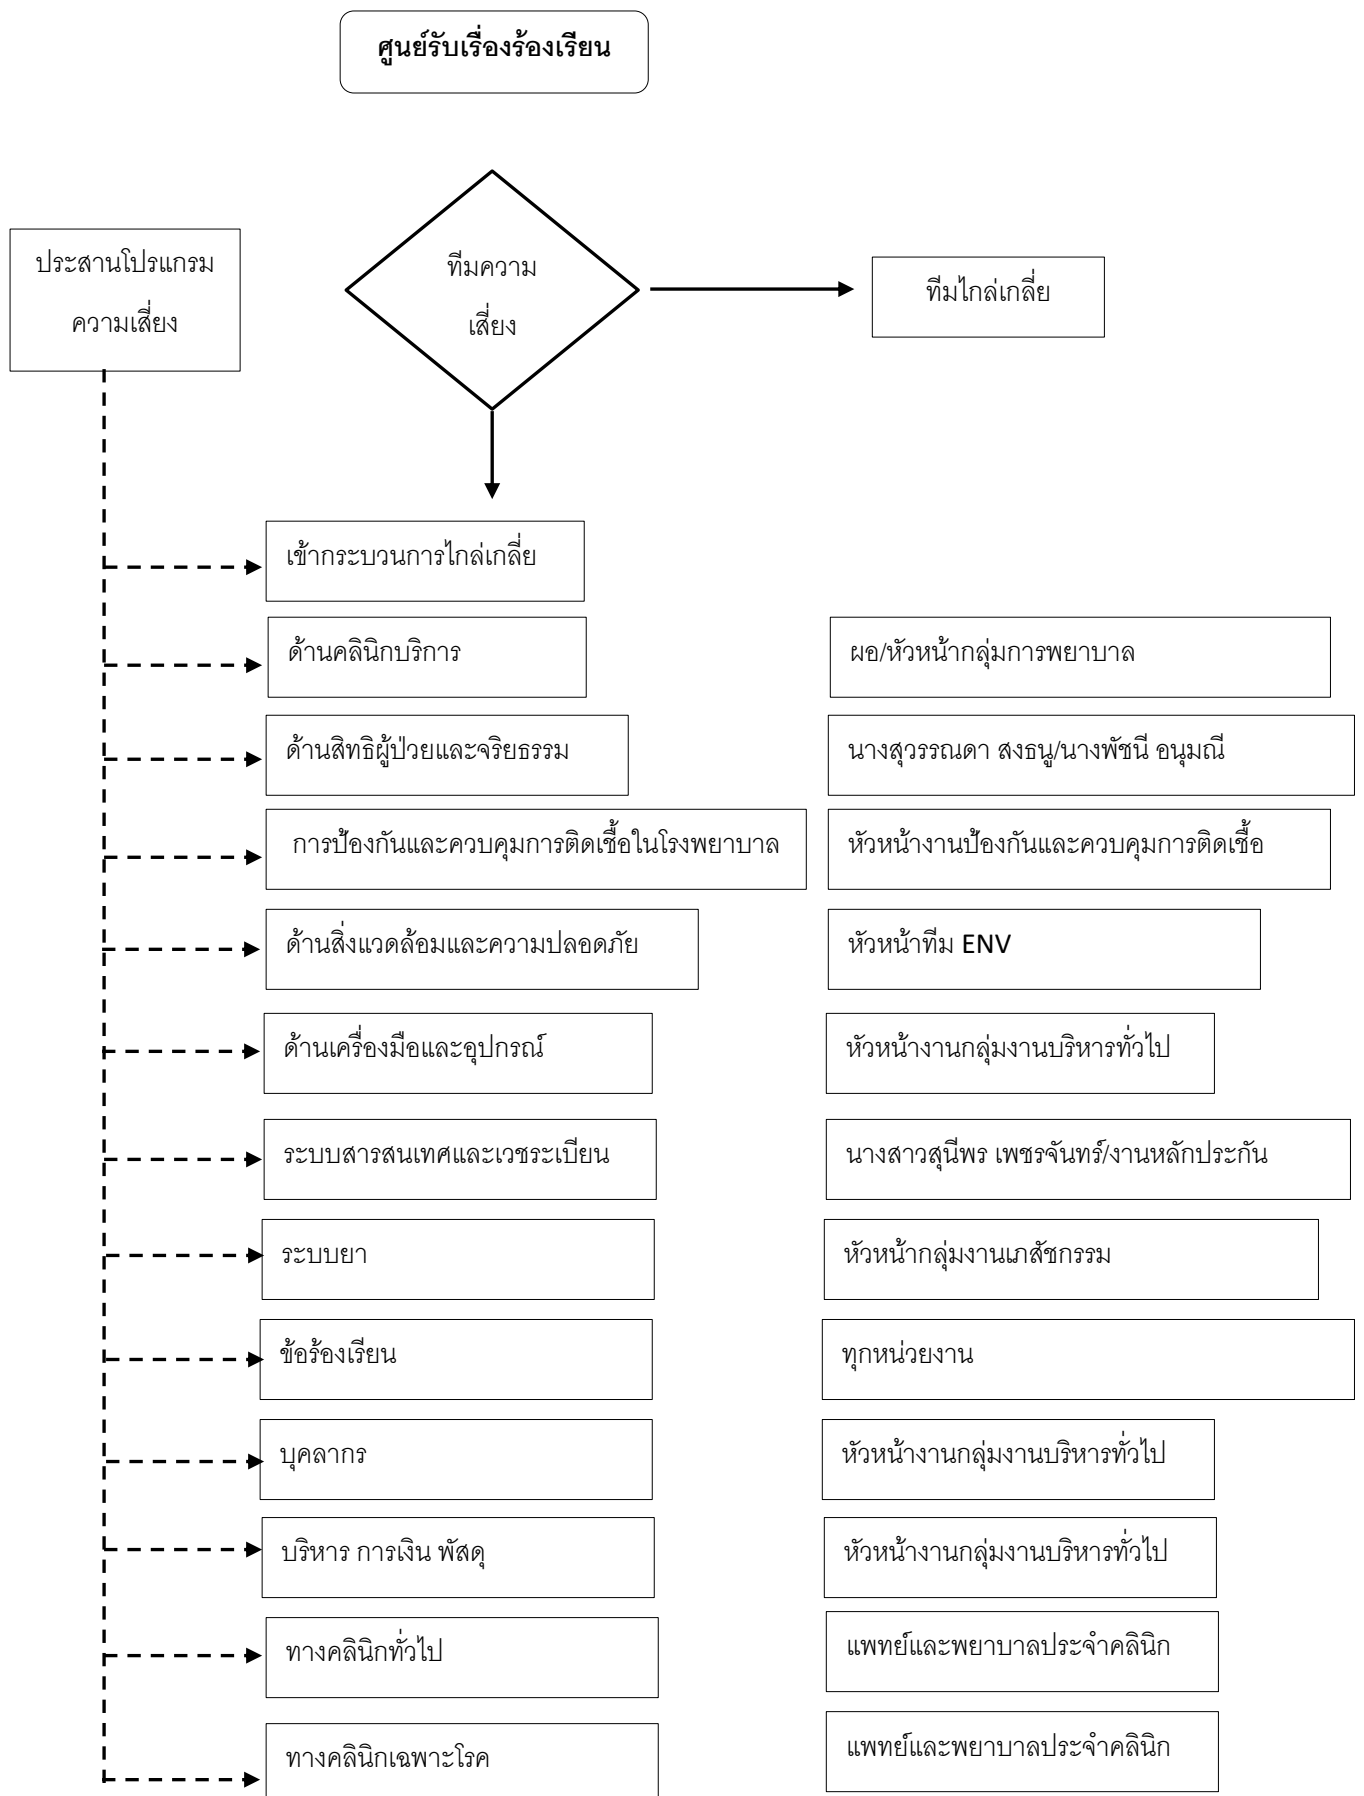 ศูนย์รับเรื่องร้องเรียน
ประสานโปรแกรม
ความเสี่ยง
ทีมความ
เสี่ยง
ทีมไกล่เกลี่ย
เข้ากระบวนการไกล่เกลี่ย
ด้านคลินิกบริการ
ผอ/หัวหน้ากลุ่มการพยาบาล
ด้านสิทธิผู้ป่วยและจริยธรรม
นางสุวรรณดา สงธนู/นางพัชนี อนุมณี
การป้องกันและควบคุมการติดเชื้อในโรงพยาบาล
หัวหน้างานป้องกันและควบคุมการติดเชื้อ
ด้านสิ่งแวดล้อมและความปลอดภัย
หัวหน้าทีม ENV
ด้านเครื่องมือและอุปกรณ์
หัวหน้างานกลุ่มงานบริหารทั่วไป
ระบบสารสนเทศและเวชระเบียน
นางสาวสุนีพร เพชรจันทร์/งานหลักประกัน
ระบบยา
หัวหน้ากลุ่มงานเภสัชกรรม
ข้อร้องเรียน
ทุกหน่วยงาน
บุคลากร
หัวหน้างานกลุ่มงานบริหารทั่วไป
บริหาร การเงิน พัสดุ
หัวหน้างานกลุ่มงานบริหารทั่วไป
ทางคลินิกทั่วไป
แพทย์และพยาบาลประจำคลินิก
ทางคลินิกเฉพาะโรค
แพทย์และพยาบาลประจำคลินิก